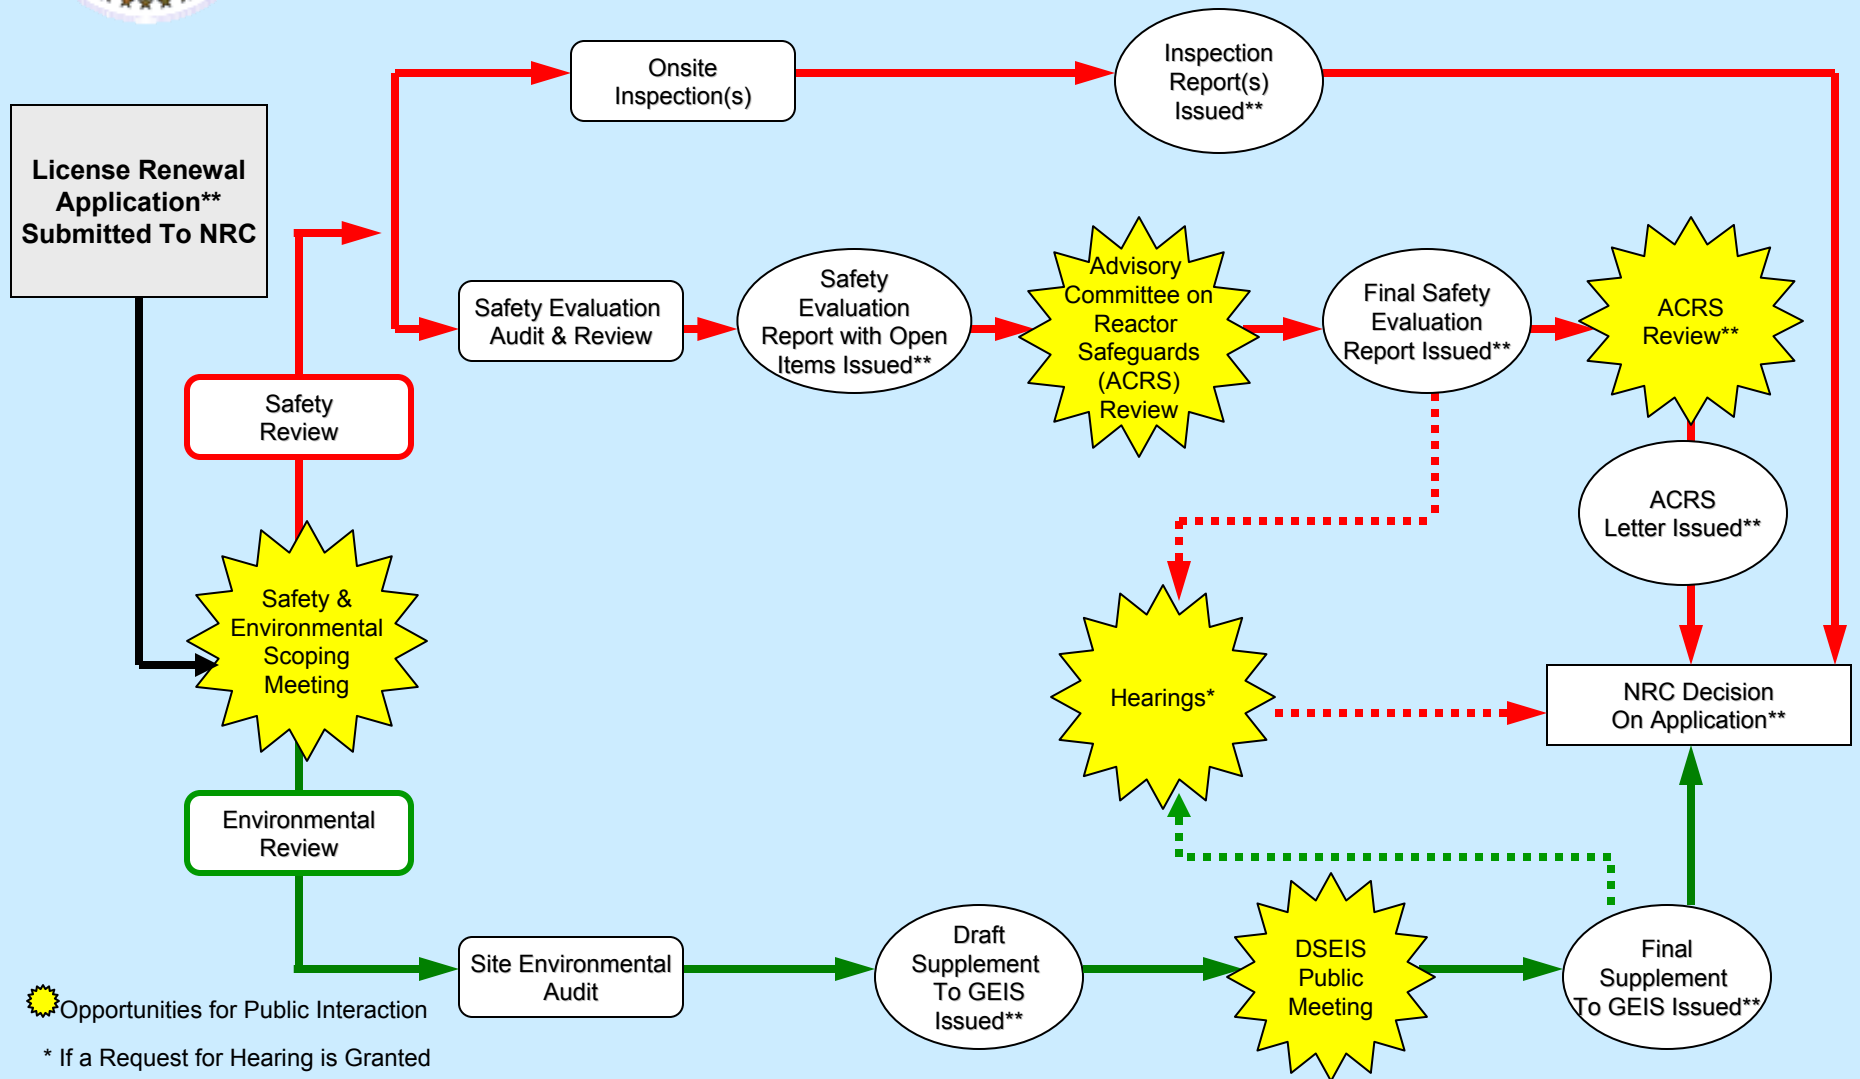 Onsite
Inspection(s)
Inspection
Report(s)
Issued**
License Renewal
Application**
Submitted To NRC
Safety Evaluation
Audit & Review
Safety
Evaluation
Report with Open
Items Issued**
Advisory
Committee on
Reactor
Safeguards
(ACRS)
Review
Final Safety
Evaluation
Report Issued**
ACRS
Review**
Safety
Review
ACRS
Letter Issued**
Safety &
Environmental
Scoping
Meeting
Hearings*
NRC Decision
On Application**
Environmental
Review
Site Environmental
Audit
Draft
Supplement
To GEIS
Issued**
DSEIS
Public
Meeting
Final
Supplement
To GEIS Issued**
Opportunities for Public Interaction
* If a Request for Hearing is Granted